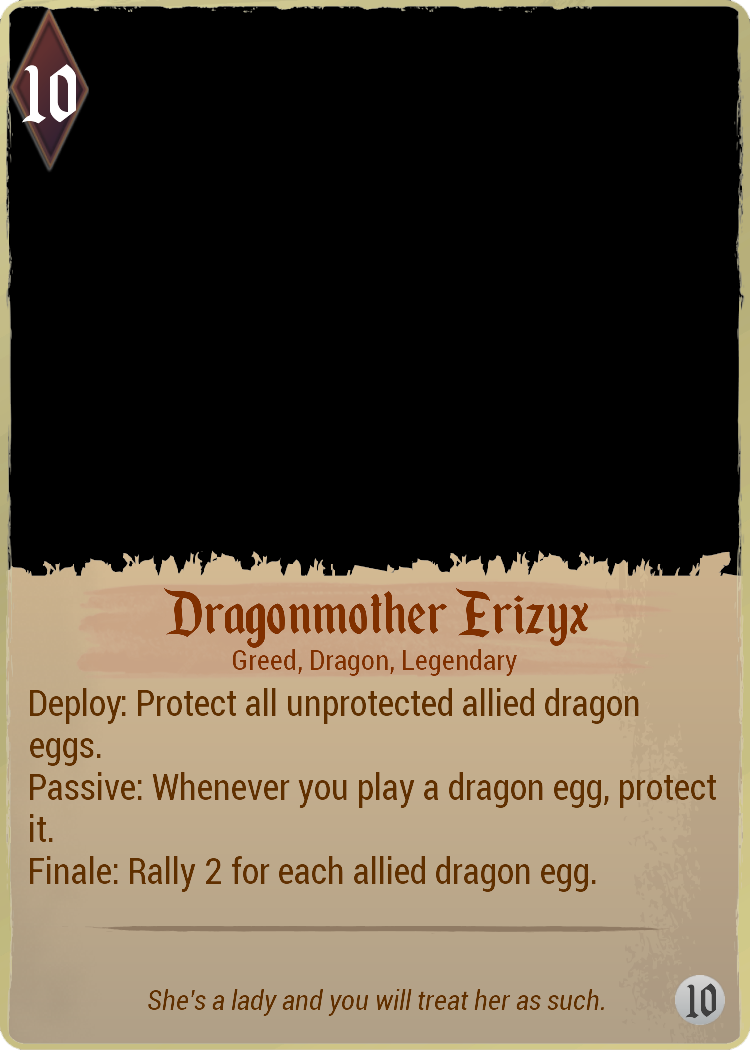 10
Dragonmother Erizyx
Greed, Dragon, Legendary
Deploy: Protect all unprotected allied dragon
eggs.
Passive: Whenever you play a dragon egg, protect
it.
Finale: Rally 2 for each allied dragon egg.
She's a lady and you will treat her as such.
10